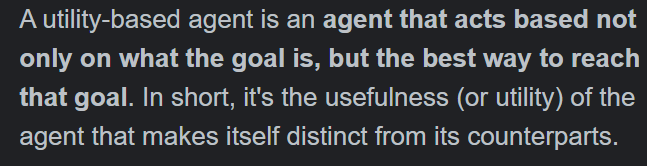 A utility-based agent is an agent that acts based not
only on what the goal is, but the best way to reach
that goal. In short, it's the usefulness (or utility) of the
agent that makes itself distinct from its counterparts.